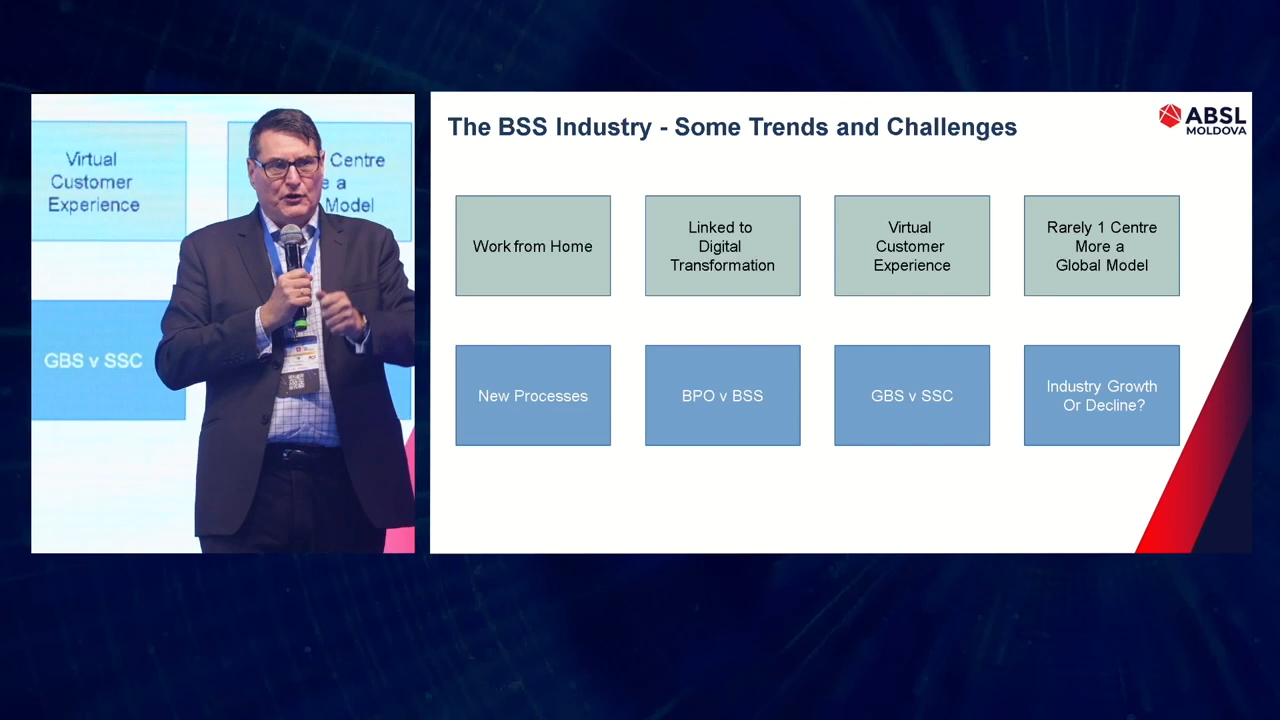 Virtual
Customer
Experience
Centre
e a
Model
GBS v SSC
The BSS Industry - Some Trends and Challenges
ABSL
MOLDOVA
Work from Home
Linked to
Digital
Transformation
Virtual
Customer
Experience
Rarely 1 Centre
More a
Global Model
New Processes
BPO v BSS
GBS v SSC
Industry Growth
Or Decline?